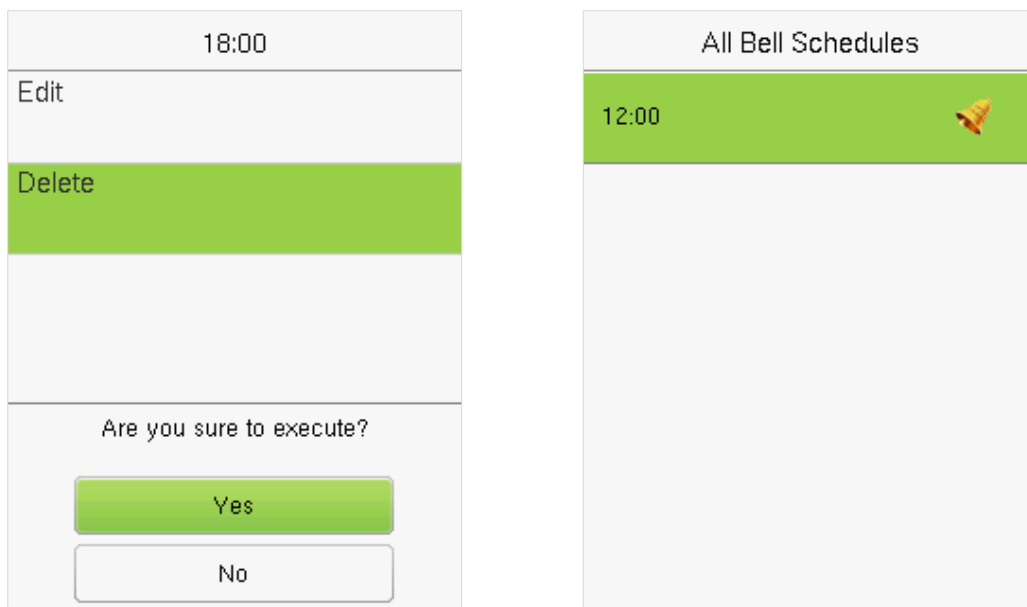 18:00
Edit
Delete
Are you sure to execute?
Yes
No
All Bell Schedules
12:00